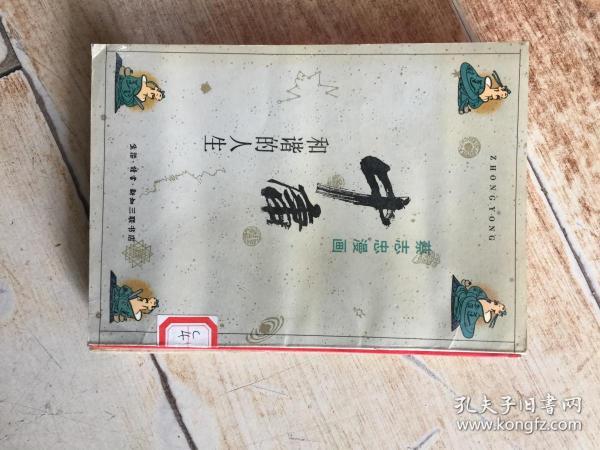 蔡志忠漫画
中庸
和谐的人生
生活·读书·新知三联书店
ZHONG YONG
C
4
孔夫子旧书网
www.kongfz.com